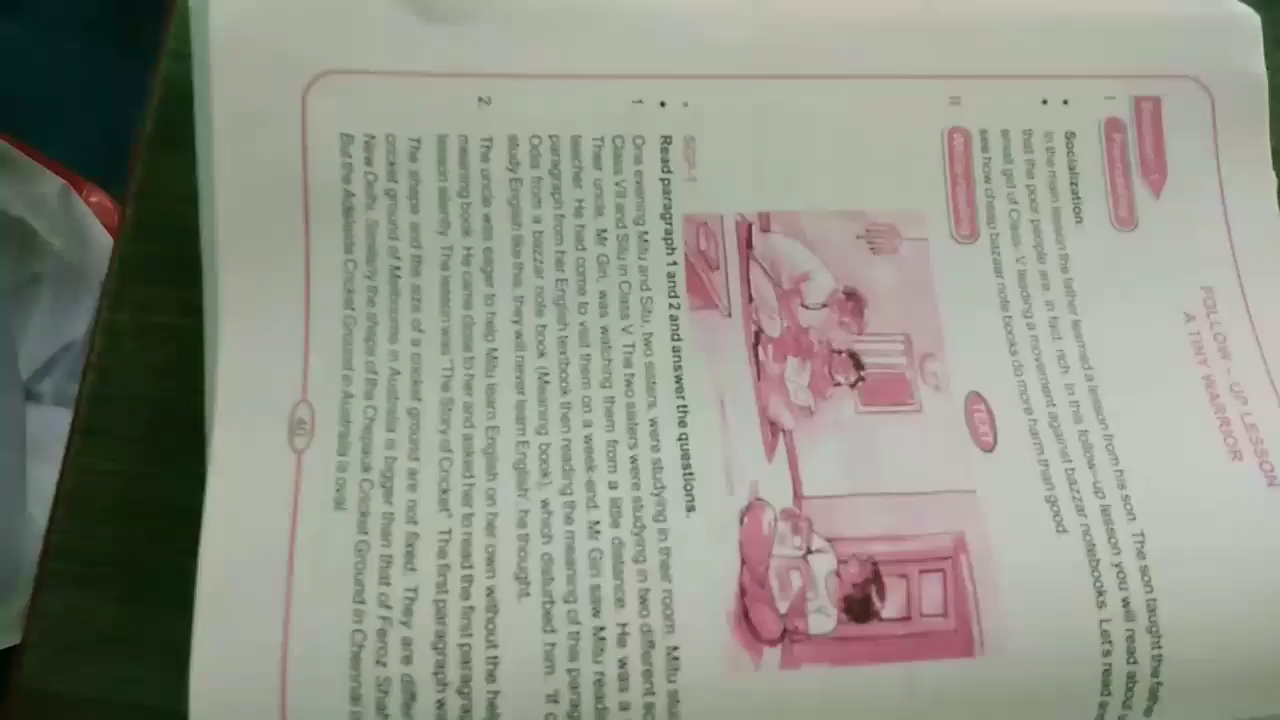 FOLLOW – UP LESSON
A TINY WARRIOR
I
Socialization:
In the main lesson the father learned a lesson from his son. The son taught the
that the poor people are, in fact, rich. In this follow-up lesson you will read about
small girl of Class- V leading a movement against bazzar notebooks. Let's read
see how cheap bazaar note books do more harm than good.
II
TEXT
SGP-1
Read paragraph 1 and 2 and answer the questions.
1 One evening Mitu and Situ, two sisters, were studying in their room. Mitu
Class VII and Situ in Class V. The two sisters were studying in two different
Their uncle, Mr Giri, was watching them from a little distance. He was a
teacher. He had come to visit them on a week-end. Mr Giri saw Mitu
paragraph from her English textbook then reading the meaning of this
Odia from a bazzar note book (Meaning book), which disturbed him. 'If
study English like this, they will never learn English', he thought.
2. The uncle was eager to help Mitu learn English on her own without the
meaning book. He came close to her and asked her to read the first
lesson silently. The lesson was "The Story of Cricket". The first paragraph
The shape and the size of a cricket ground are not fixed. They are
cricket ground of Melbourne in Australia is bigger than that of Feroz
New Delhi. Similarly the shape of the Chepauk Cricket Ground in Chennai
But the Adelaide Cricket Ground in Australia is oval.
40